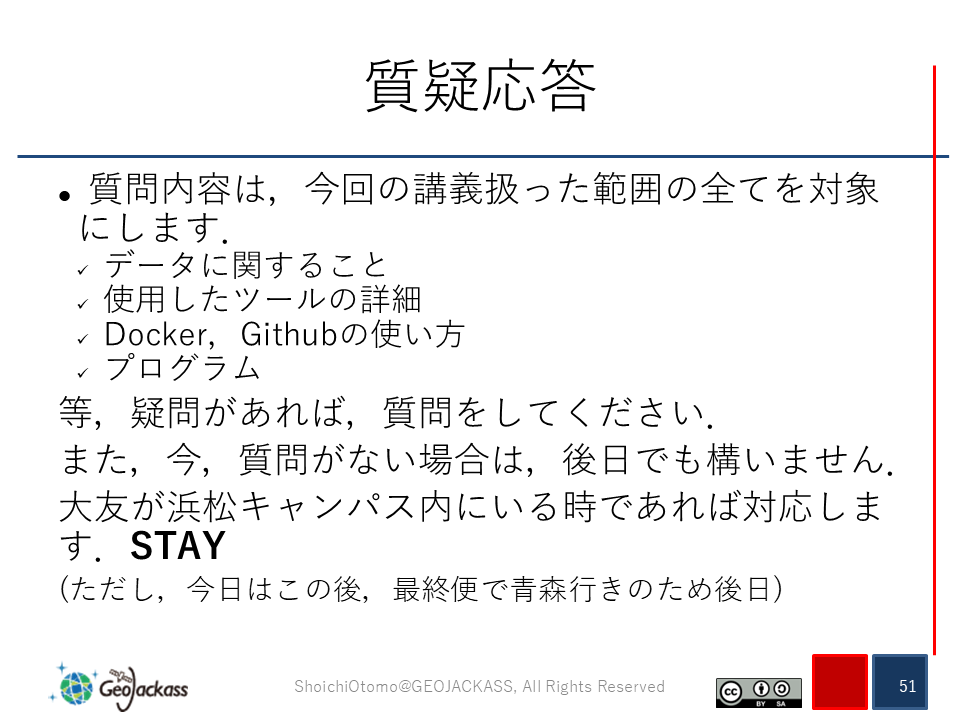 質疑応答
● 質問内容は，今回の講義扱った範囲の全てを対象
にします．
✓ データに関すること
✓ 使用したツールの詳細
✓ Docker，Githubの使い方
✓ プログラム
等，疑問があれば，質問をしてください．
また，今，質問がない場合は，後日でも構いません．
大友が浜松キャンパス内にいる時であれば対応しま
す．STAY
(ただし，今日はこの後，最終便で青森行きのため後日)
GeoJackass
ShoichiOtomo@GEOJACKASS, All Rights Reserved
cc BY SA
51